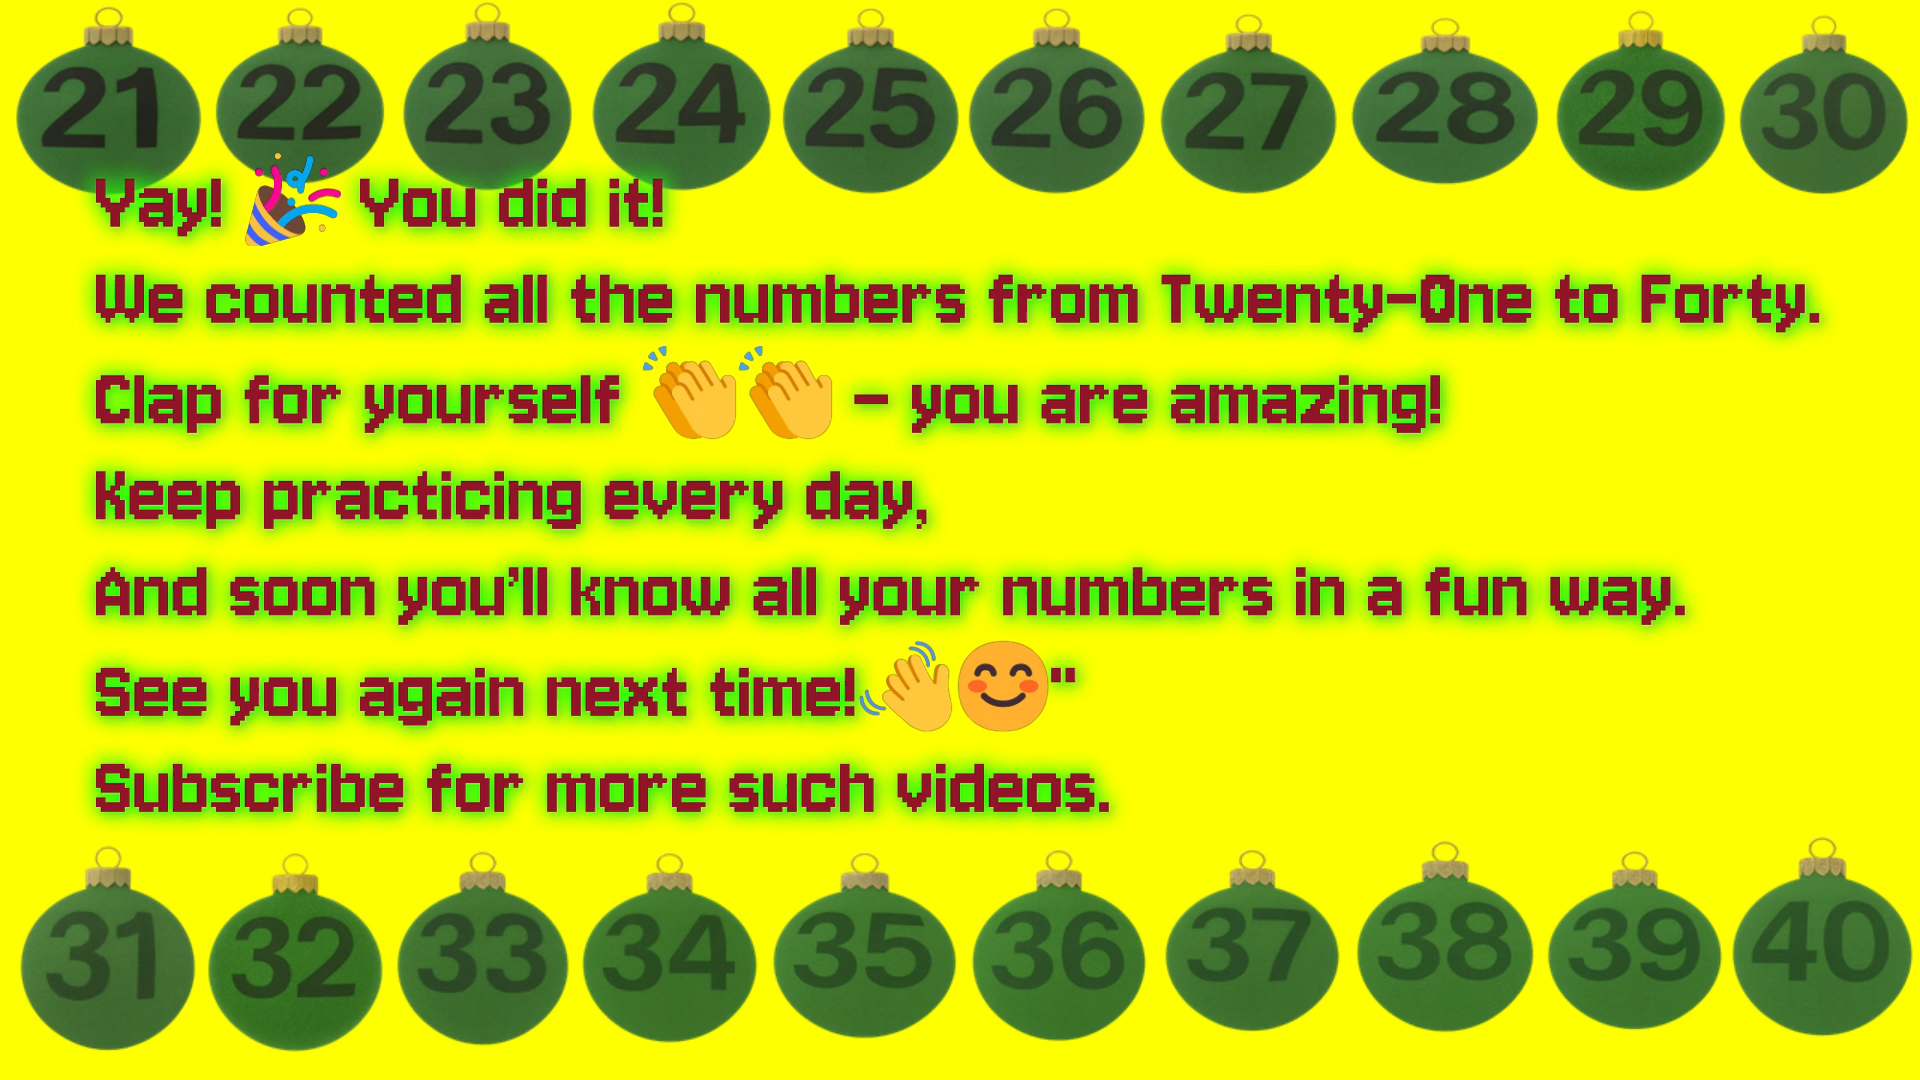 21 22 23 24 25 26 27 28 29 30
Yay! 🎉 You did it!
We counted all the numbers from Twenty-One to Forty.
Clap for yourself 👏👏 – you are amazing!
Keep practicing every day,
And soon you’ll know all your numbers in a fun way.
See you again next time!👋😊"
Subscribe for more such videos.
31 32 33 34 35 36 37 38 39 40